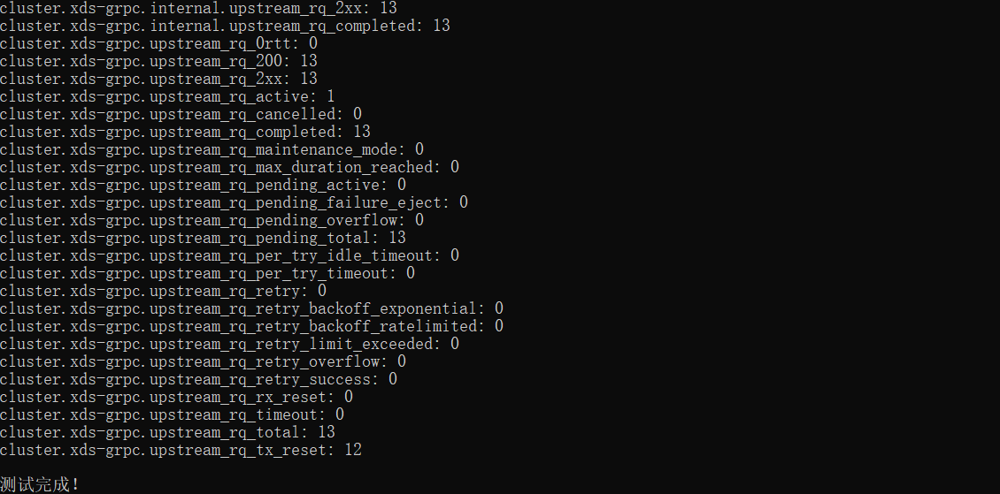 cluster.xds-grpc.internal.upstream_rq_2xx: 13
cluster.xds-grpc.internal.upstream_rq_completed: 13
cluster.xds-grpc.upstream_rq_0rtt: 0
cluster.xds-grpc.upstream_rq_200: 13
cluster.xds-grpc.upstream_rq_2xx: 13
cluster.xds-grpc.upstream_rq_active: 1
cluster.xds-grpc.upstream_rq_cancelled: 0
cluster.xds-grpc.upstream_rq_completed: 13
cluster.xds-grpc.upstream_rq_maintenance_mode: 0
cluster.xds-grpc.upstream_rq_max_duration_reached: 0
cluster.xds-grpc.upstream_rq_pending_active: 0
cluster.xds-grpc.upstream_rq_pending_failure_eject: 0
cluster.xds-grpc.upstream_rq_pending_overflow: 0
cluster.xds-grpc.upstream_rq_pending_total: 13
cluster.xds-grpc.upstream_rq_per_try_idle_timeout: 0
cluster.xds-grpc.upstream_rq_per_try_timeout: 0
cluster.xds-grpc.upstream_rq_retry: 0
cluster.xds-grpc.upstream_rq_retry_backoff_exponential: 0
cluster.xds-grpc.upstream_rq_retry_backoff_ratelimited: 0
cluster.xds-grpc.upstream_rq_retry_limit_exceeded: 0
cluster.xds-grpc.upstream_rq_retry_overflow: 0
cluster.xds-grpc.upstream_rq_retry_success: 0
cluster.xds-grpc.upstream_rq_rx_reset: 0
cluster.xds-grpc.upstream_rq_timeout: 0
cluster.xds-grpc.upstream_rq_total: 13
cluster.xds-grpc.upstream_rq_tx_reset: 12
测试完成!